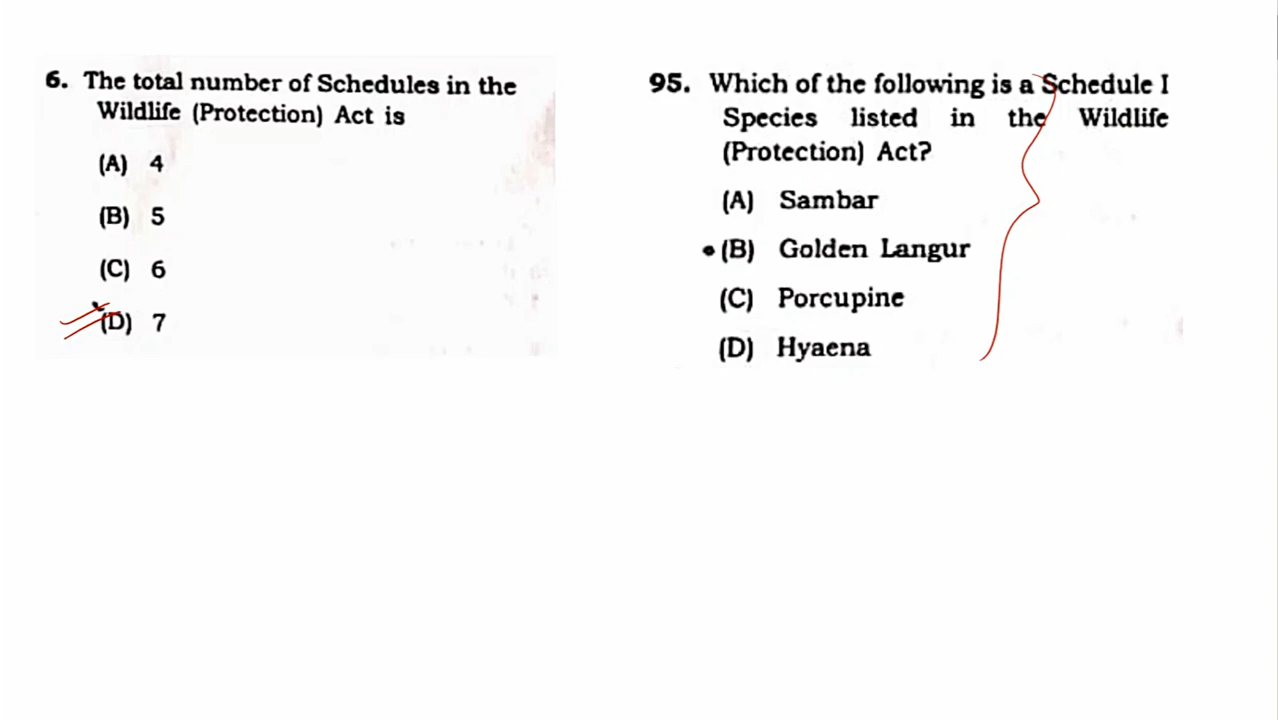 6. The total number of Schedules in the
Wildlife (Protection) Act is
(A) 4
(B) 5
(C) 6
(D) 7
95. Which of the following is a Schedule I
Species listed in the Wildlife
(Protection) Act?
(A) Sambar
(B) Golden Langur
(C) Porcupine
(D) Hyaena